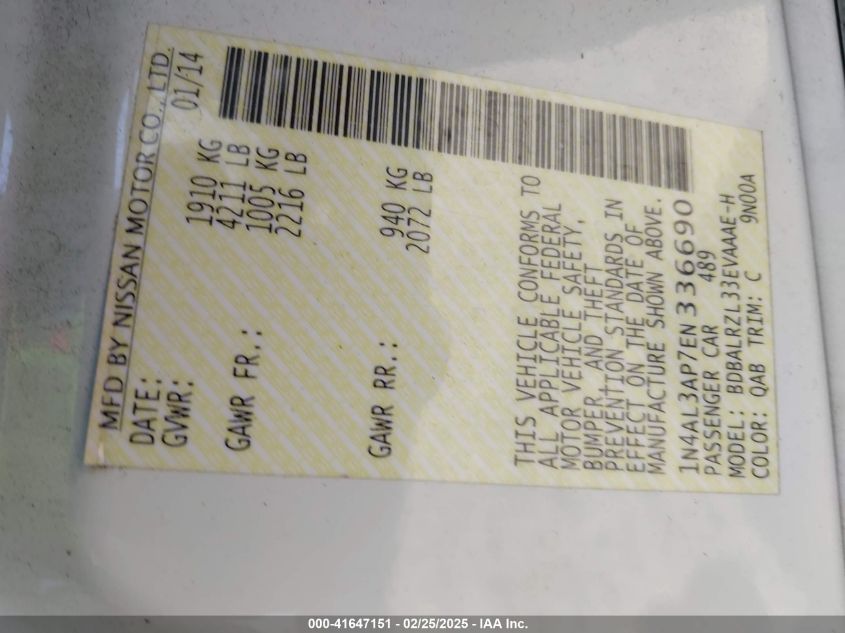 MFD BY NISSAN MOTOR CO., LTD.
DATE: 01/14
GVWR: 1910 KG
4211 LB
GAWR FR.: 1005 KG
2216 LB
GAWR RR.: 940 KG
2072 LB
THIS VEHICLE CONFORMS TO
ALL APPLICABLE FEDERAL
MOTOR VEHICLE SAFETY,
BUMPER, AND THEFT
PREVENTION STANDARDS IN
EFFECT ON THE DATE OF
MANUFACTURE SHOWN ABOVE.
1N4AL3AP7EN336690
PASSENGER CAR 489
MODEL: BDBALRZL33EVAAAE-H
COLOR: QAB TRIM: C 9N00A
000-41647151 - 02/25/2025 - IAA Inc.